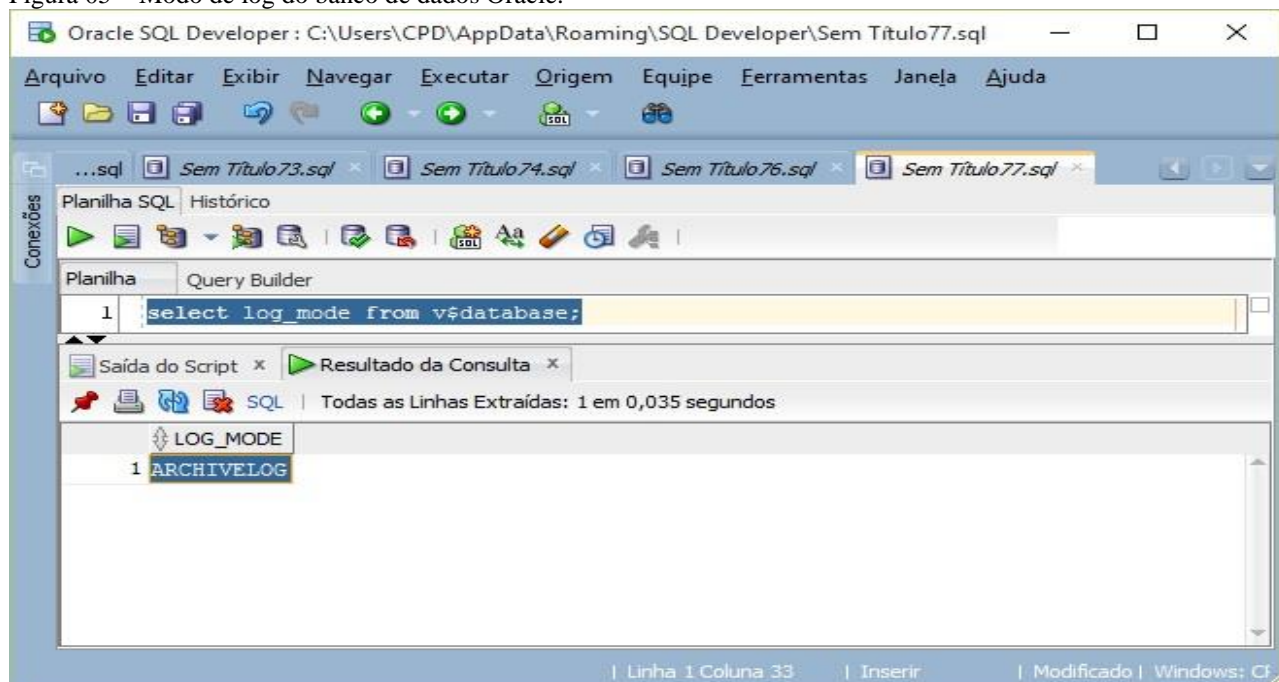 Figura 05 – Modo de log do banco de dados Oracle.
Oracle SQL Developer : C:\Users\CPD\AppData\Roaming\SQL Developer\Sem Título77.sql
Arquivo Editar Exibir Navegar Executar Origem Equipe Ferramentas Janela Ajuda
...sql Sem Título73.sql Sem Título74.sql Sem Título76.sql Sem Título77.sql
Conexões
Planilha SQL Histórico
Planilha Query Builder
1 select log_mode from v$database;
Saída do Script x Resultado da Consulta x
SQL | Todas as Linhas Extraídas: 1 em 0,035 segundos
LOG_MODE
1 ARCHIVELOG
| Linha 1 Coluna 33 | Inserir | Modificado | Windows: